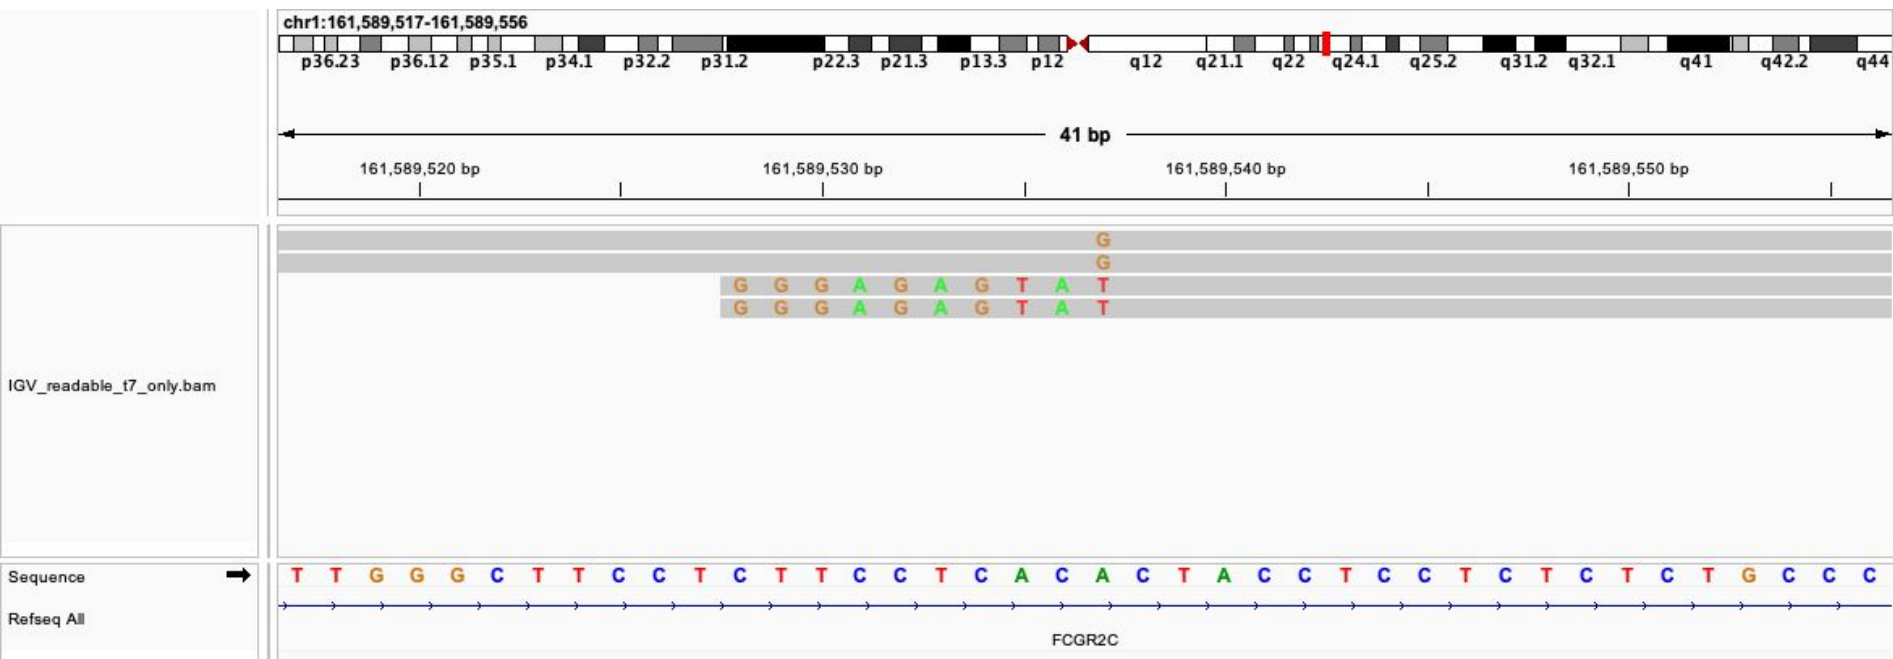 chr1:161,589,517-161,589,556
p36.23 p36.12 p35.1 p34.1 p32.2 p31.2 p22.3 p21.3 p13.3 p12 q12 q21.1 q22 q24.1 q25.2 q31.2 q32.1 q41 q42.2 q44
41 bp
161,589,520 bp 161,589,530 bp 161,589,540 bp 161,589,550 bp
G
G
G G G A G A G T A T
G G G A G A G T A T
IGV_readable_t7_only.bam
Sequence T T G G G C T T C C T C T T C C T C A C A C T A C C T C C T C T C T C T G C C C
Refseq All
FCGR2C